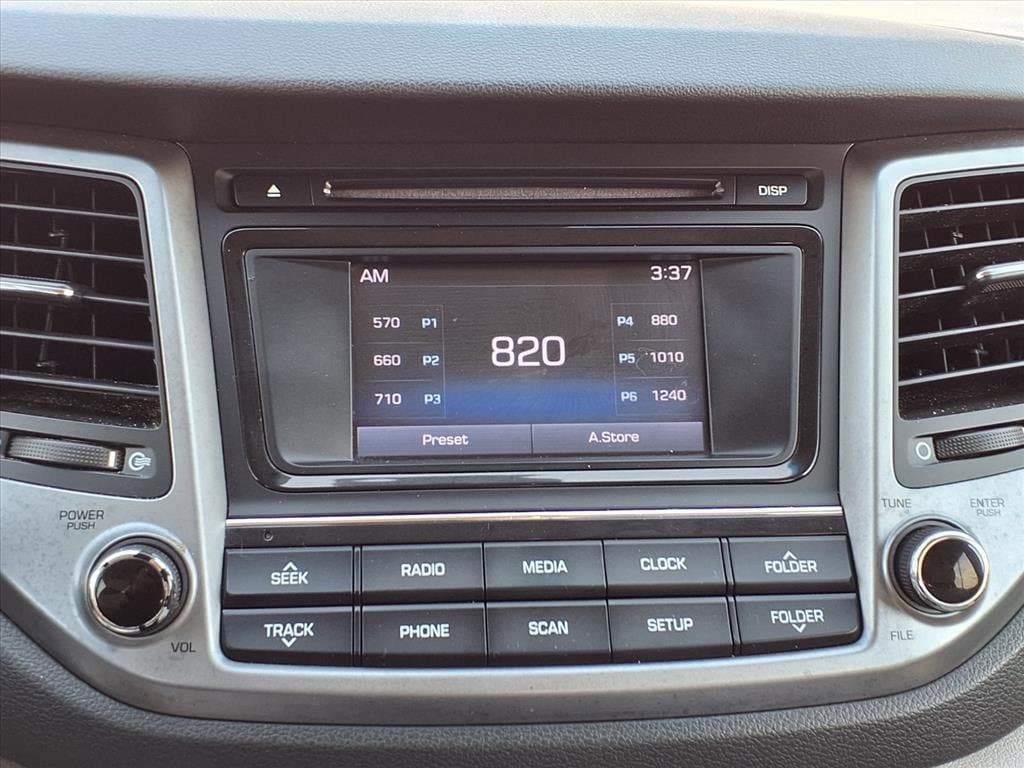 DISP
AM 3:37
570 P1 820 P4 880
660 P2 P5 1010
710 P3 P6 1240
Preset A.Store
POWER
PUSH
VOL
TUNE ENTER
PUSH
FILE
SEEK RADIO MEDIA CLOCK FOLDER
TRACK PHONE SCAN SETUP FOLDER